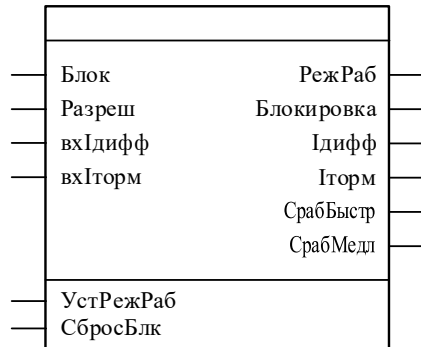 Блок РежРаб
Разреш Блокировка
вхIдифф Iдифф
вхIторм Iторм
СрабБыстр
СрабМедл
УстРежРаб
СбросБлк